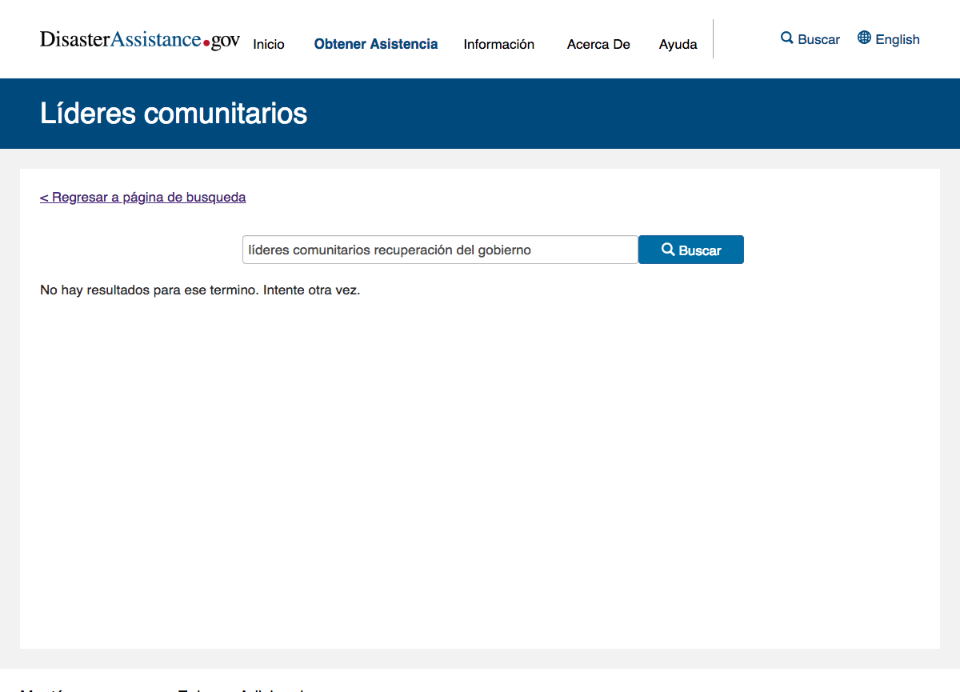 DisasterAssistance.gov Inicio Obtener Asistencia Información Acerca De Ayuda Buscar English
Líderes comunitarios
< Regresar a página de busqueda
líderes comunitarios recuperación del gobierno Buscar
No hay resultados para ese termino. Intente otra vez.